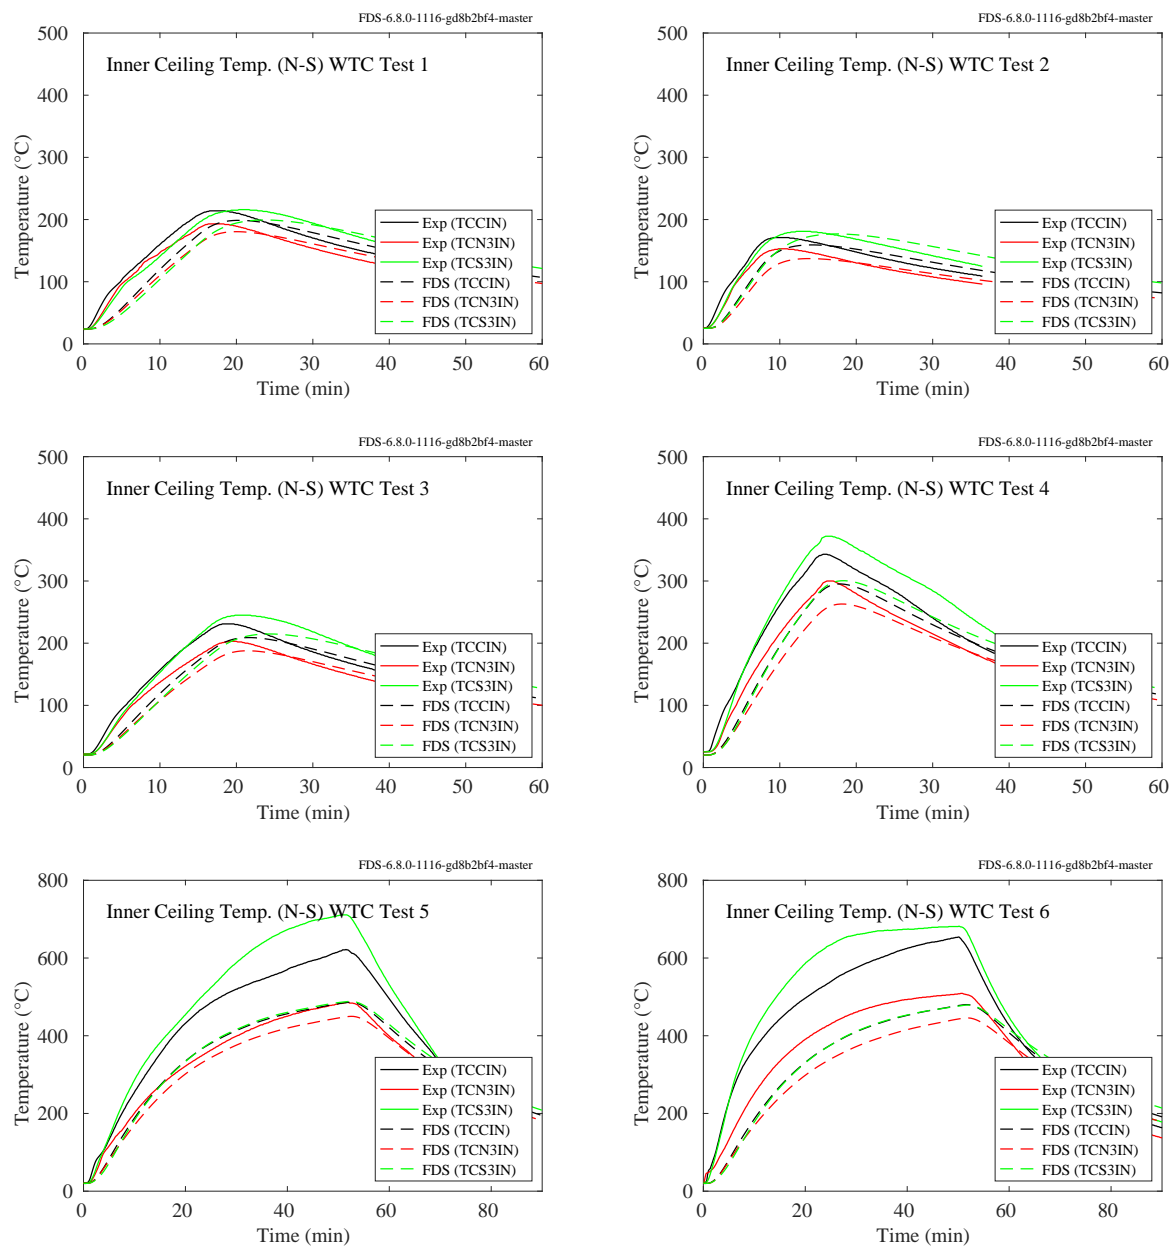 FDS-6.8.0-1116-gd8b2bf4-master
Inner Ceiling Temp. (N-S) WTC Test 1
Temperature (°C)
500
400
300
200
100
0
0 10 20 30 40 50 60
Time (min)
Exp (TCCIN)
Exp (TCN3IN)
Exp (TCS3IN)
FDS (TCCIN)
FDS (TCN3IN)
FDS (TCS3IN)
FDS-6.8.0-1116-gd8b2bf4-master
Inner Ceiling Temp. (N-S) WTC Test 2
Temperature (°C)
500
400
300
200
100
0
0 10 20 30 40 50 60
Time (min)
Exp (TCCIN)
Exp (TCN3IN)
Exp (TCS3IN)
FDS (TCCIN)
FDS (TCN3IN)
FDS (TCS3IN)
FDS-6.8.0-1116-gd8b2bf4-master
Inner Ceiling Temp. (N-S) WTC Test 3
Temperature (°C)
500
400
300
200
100
0
0 10 20 30 40 50 60
Time (min)
Exp (TCCIN)
Exp (TCN3IN)
Exp (TCS3IN)
FDS (TCCIN)
FDS (TCN3IN)
FDS (TCS3IN)
FDS-6.8.0-1116-gd8b2bf4-master
Inner Ceiling Temp. (N-S) WTC Test 4
Temperature (°C)
500
400
300
200
100
0
0 10 20 30 40 50 60
Time (min)
Exp (TCCIN)
Exp (TCN3IN)
Exp (TCS3IN)
FDS (TCCIN)
FDS (TCN3IN)
FDS (TCS3IN)
FDS-6.8.0-1116-gd8b2bf4-master
Inner Ceiling Temp. (N-S) WTC Test 5
Temperature (°C)
800
600
400
200
0
0 20 40 60 80
Time (min)
Exp (TCCIN)
Exp (TCN3IN)
Exp (TCS3IN)
FDS (TCCIN)
FDS (TCN3IN)
FDS (TCS3IN)
FDS-6.8.0-1116-gd8b2bf4-master
Inner Ceiling Temp. (N-S) WTC Test 6
Temperature (°C)
800
600
400
200
0
0 20 40 60 80
Time (min)
Exp (TCCIN)
Exp (TCN3IN)
Exp (TCS3IN)
FDS (TCCIN)
FDS (TCN3IN)
FDS (TCS3IN)